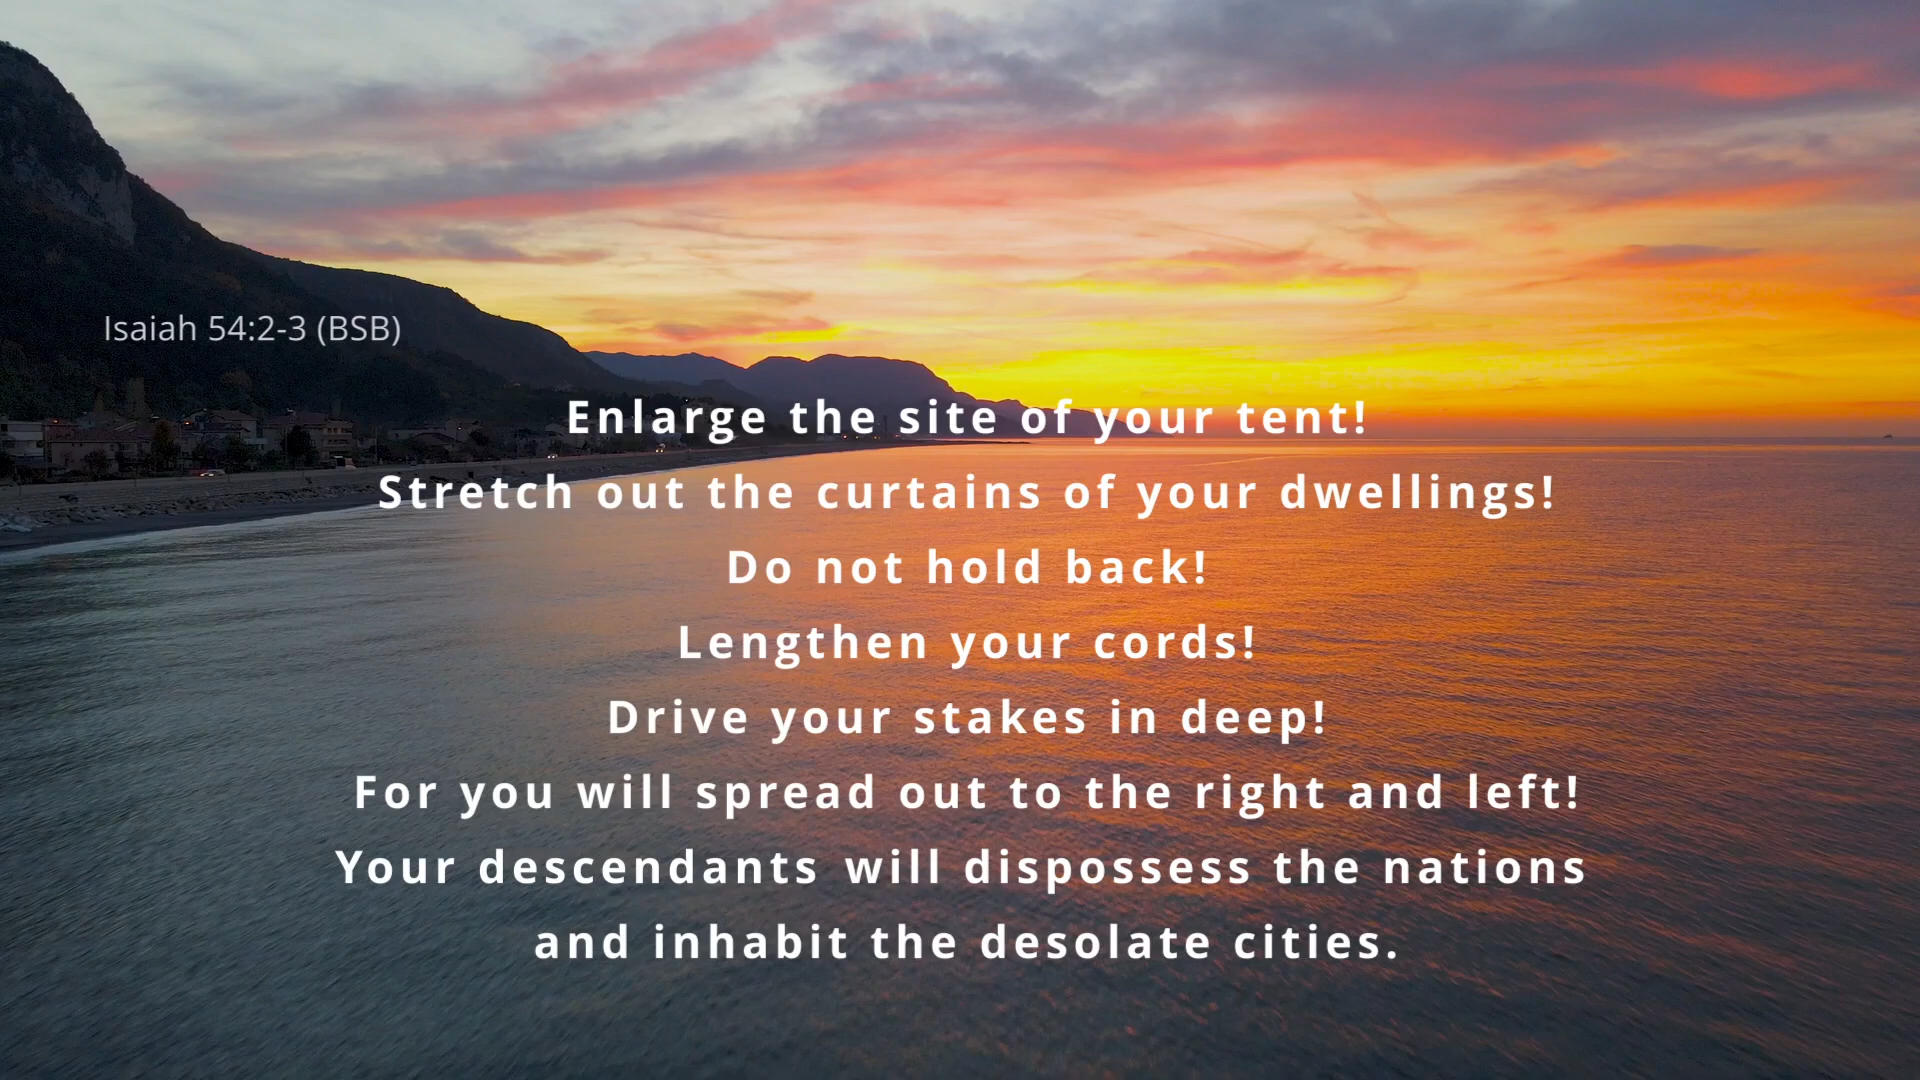 Isaiah 54:2-3 (BSB)
Enlarge the site of your tent!
Stretch out the curtains of your dwellings!
Do not hold back!
Lengthen your cords!
Drive your stakes in deep!
For you will spread out to the right and left!
Your descendants will dispossess the nations
and inhabit the desolate cities.